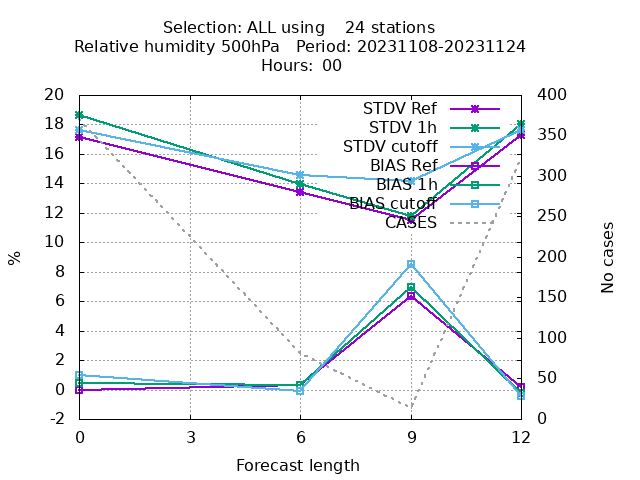 Selection: ALL using    24 stations
Relative humidity 500hPa   Period: 20231108-20231124
Hours: 00
20
18
16
14
12
10
8
6
4
2
0
-2
400
350
300
250
200
150
100
50
0
STDV Ref
STDV 1h
STDV cutoff
BIAS Ref
BIAS 1h
BIAS cutoff
CASES
%
No cases
0
3
6
9
12
Forecast length